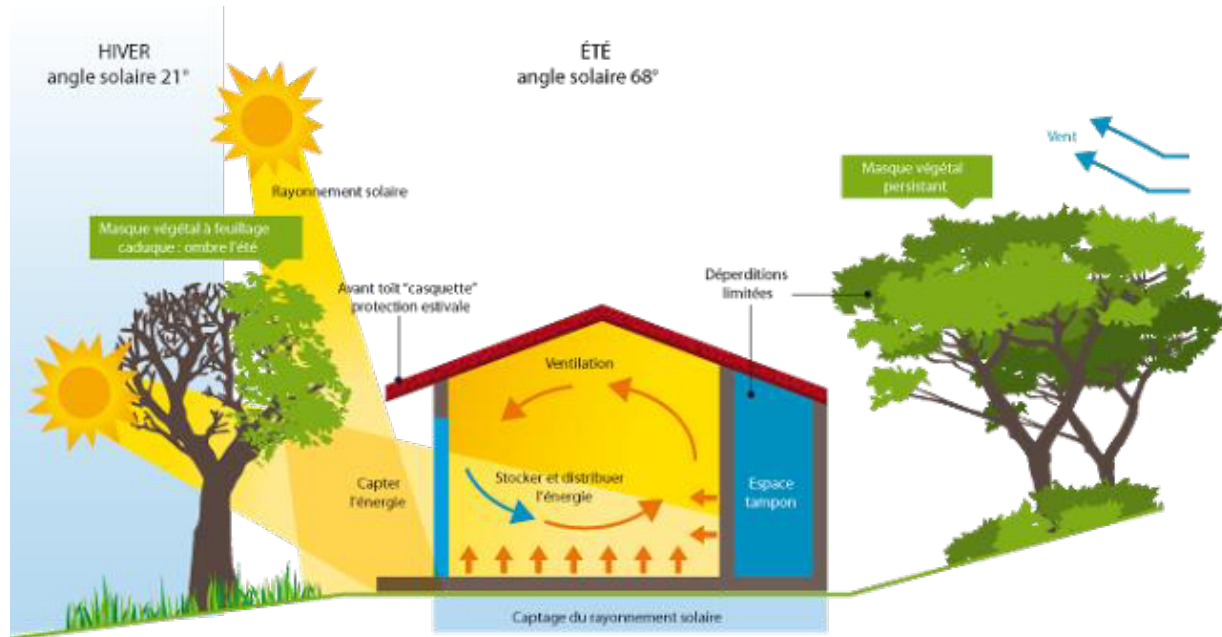 HIVER
angle solaire 21°
ÉTÉ
angle solaire 68°
Vent
Masque végétal
persistant
Rayonnement solaire
Masque végétal à feuillage
caduque : ombre l'été
Avant toît "casquette"
protection estivale
Déperditions
limitées
Ventilation
Capter
l'énergie
Stocker et distribuer
l'énergie
Espace
tampon
Captage du rayonnement solaire